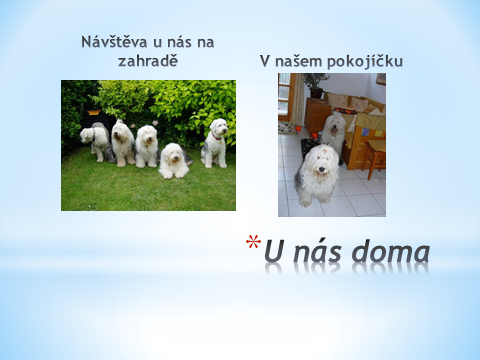 Návštěva u nás na
zahradě
V našem pokojíčku
*U nás doma